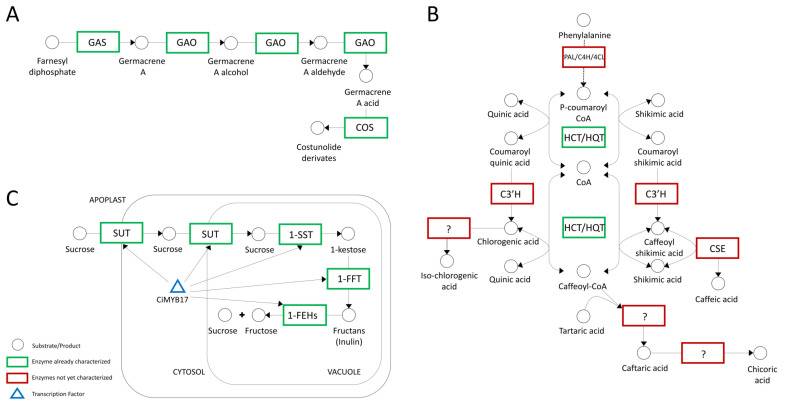 A
GAS
GAO
GAO
GAO
Farnesyl
diphosphate
Germacrene
A
Germacrene
A alcohol
Germacrene
A aldehyde
Germacrene
A acid
COS
Costunolide
derivates
B
Phenylalanine
PAL/C4H/4CL
P-coumaroyl
CoA
Quinic acid
Shikimic acid
HCT/HQT
Coumaroyl
quinic acid
Coumaroyl
shikimic acid
CoA
C3'H
C3'H
?
HCT/HQT
Chlorogenic acid
Caffeoyl
shikimic acid
CSE
Iso-chlorogenic
acid
Quinic acid
Shikimic acid
Caffeoyl-CoA
Caffeic acid
Tartaric acid
?
?
Caftaric acid
Chicoric
acid
C
APOPLAST
SUT
SUT
1-SST
Sucrose
Sucrose
Sucrose
1-kestose
1-FFT
CiMYB17
1-FEHs
Sucrose
+
Fructose
Fructans
(Inulin)
CYTOSOL
VACUOLE
Substrate/Product
Enzyme already characterized
Enzymes not yet characterized
Transcription Factor